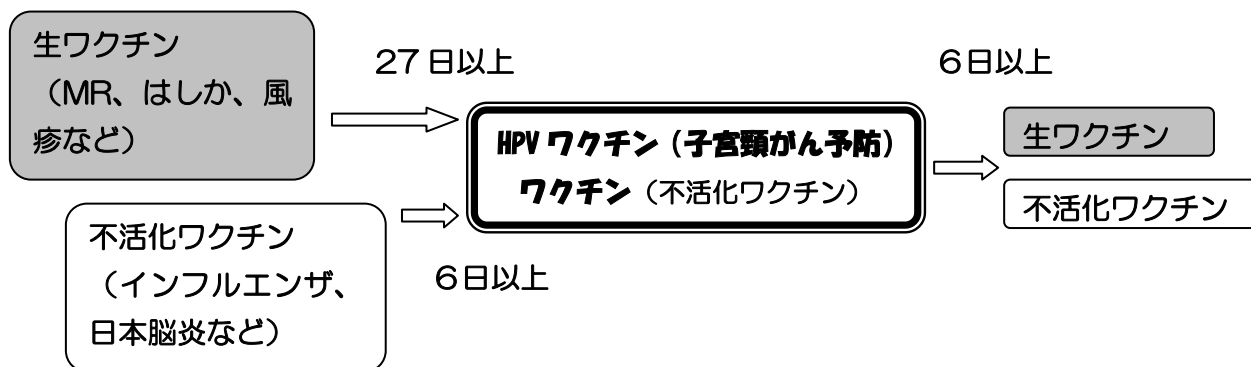 生ワクチン
(MR、はしか、風
疹など)
27日以上
不活化ワクチン
(インフルエンザ、
日本脳炎など)
6日以上
HPVワクチン(子宮頸がん予防)
ワクチン(不活化ワクチン)
6日以上
生ワクチン
不活化ワクチン